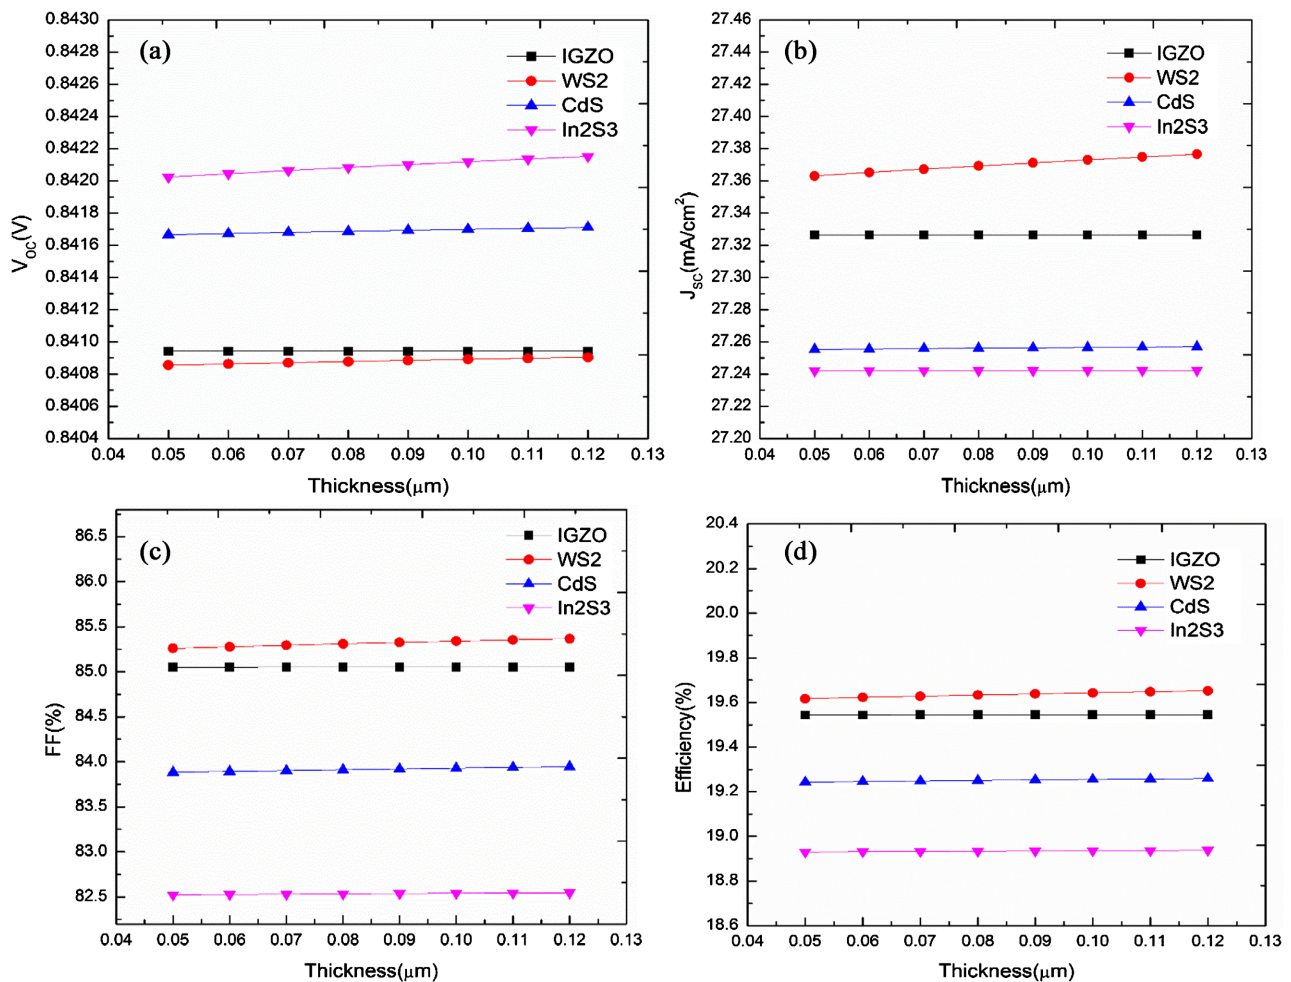 (a)
IGZO
WS2
CdS
In2S3
0.8430
0.8428
0.8426
0.8424
0.8422
0.8420
0.8418
0.8416
0.8414
0.8412
0.8410
0.8408
0.8406
0.8404
V_OC(V)
0.04 0.05 0.06 0.07 0.08 0.09 0.10 0.11 0.12 0.13
Thickness(μm)
(b)
IGZO
WS2
CdS
In2S3
27.46
27.44
27.42
27.40
27.38
27.36
27.34
27.32
27.30
27.28
27.26
27.24
27.22
27.20
J_SC(mA/cm²)
0.04 0.05 0.06 0.07 0.08 0.09 0.10 0.11 0.12 0.13
Thickness(μm)
(c)
IGZO
WS2
CdS
In2S3
86.5
86.0
85.5
85.0
84.5
84.0
83.5
83.0
82.5
FF(%)
0.04 0.05 0.06 0.07 0.08 0.09 0.10 0.11 0.12 0.13
Thickness(μm)
(d)
IGZO
WS2
CdS
In2S3
20.4
20.2
20.0
19.8
19.6
19.4
19.2
19.0
18.8
18.6
Efficiency(%)
0.04 0.05 0.06 0.07 0.08 0.09 0.10 0.11 0.12 0.13
Thickness(μm)